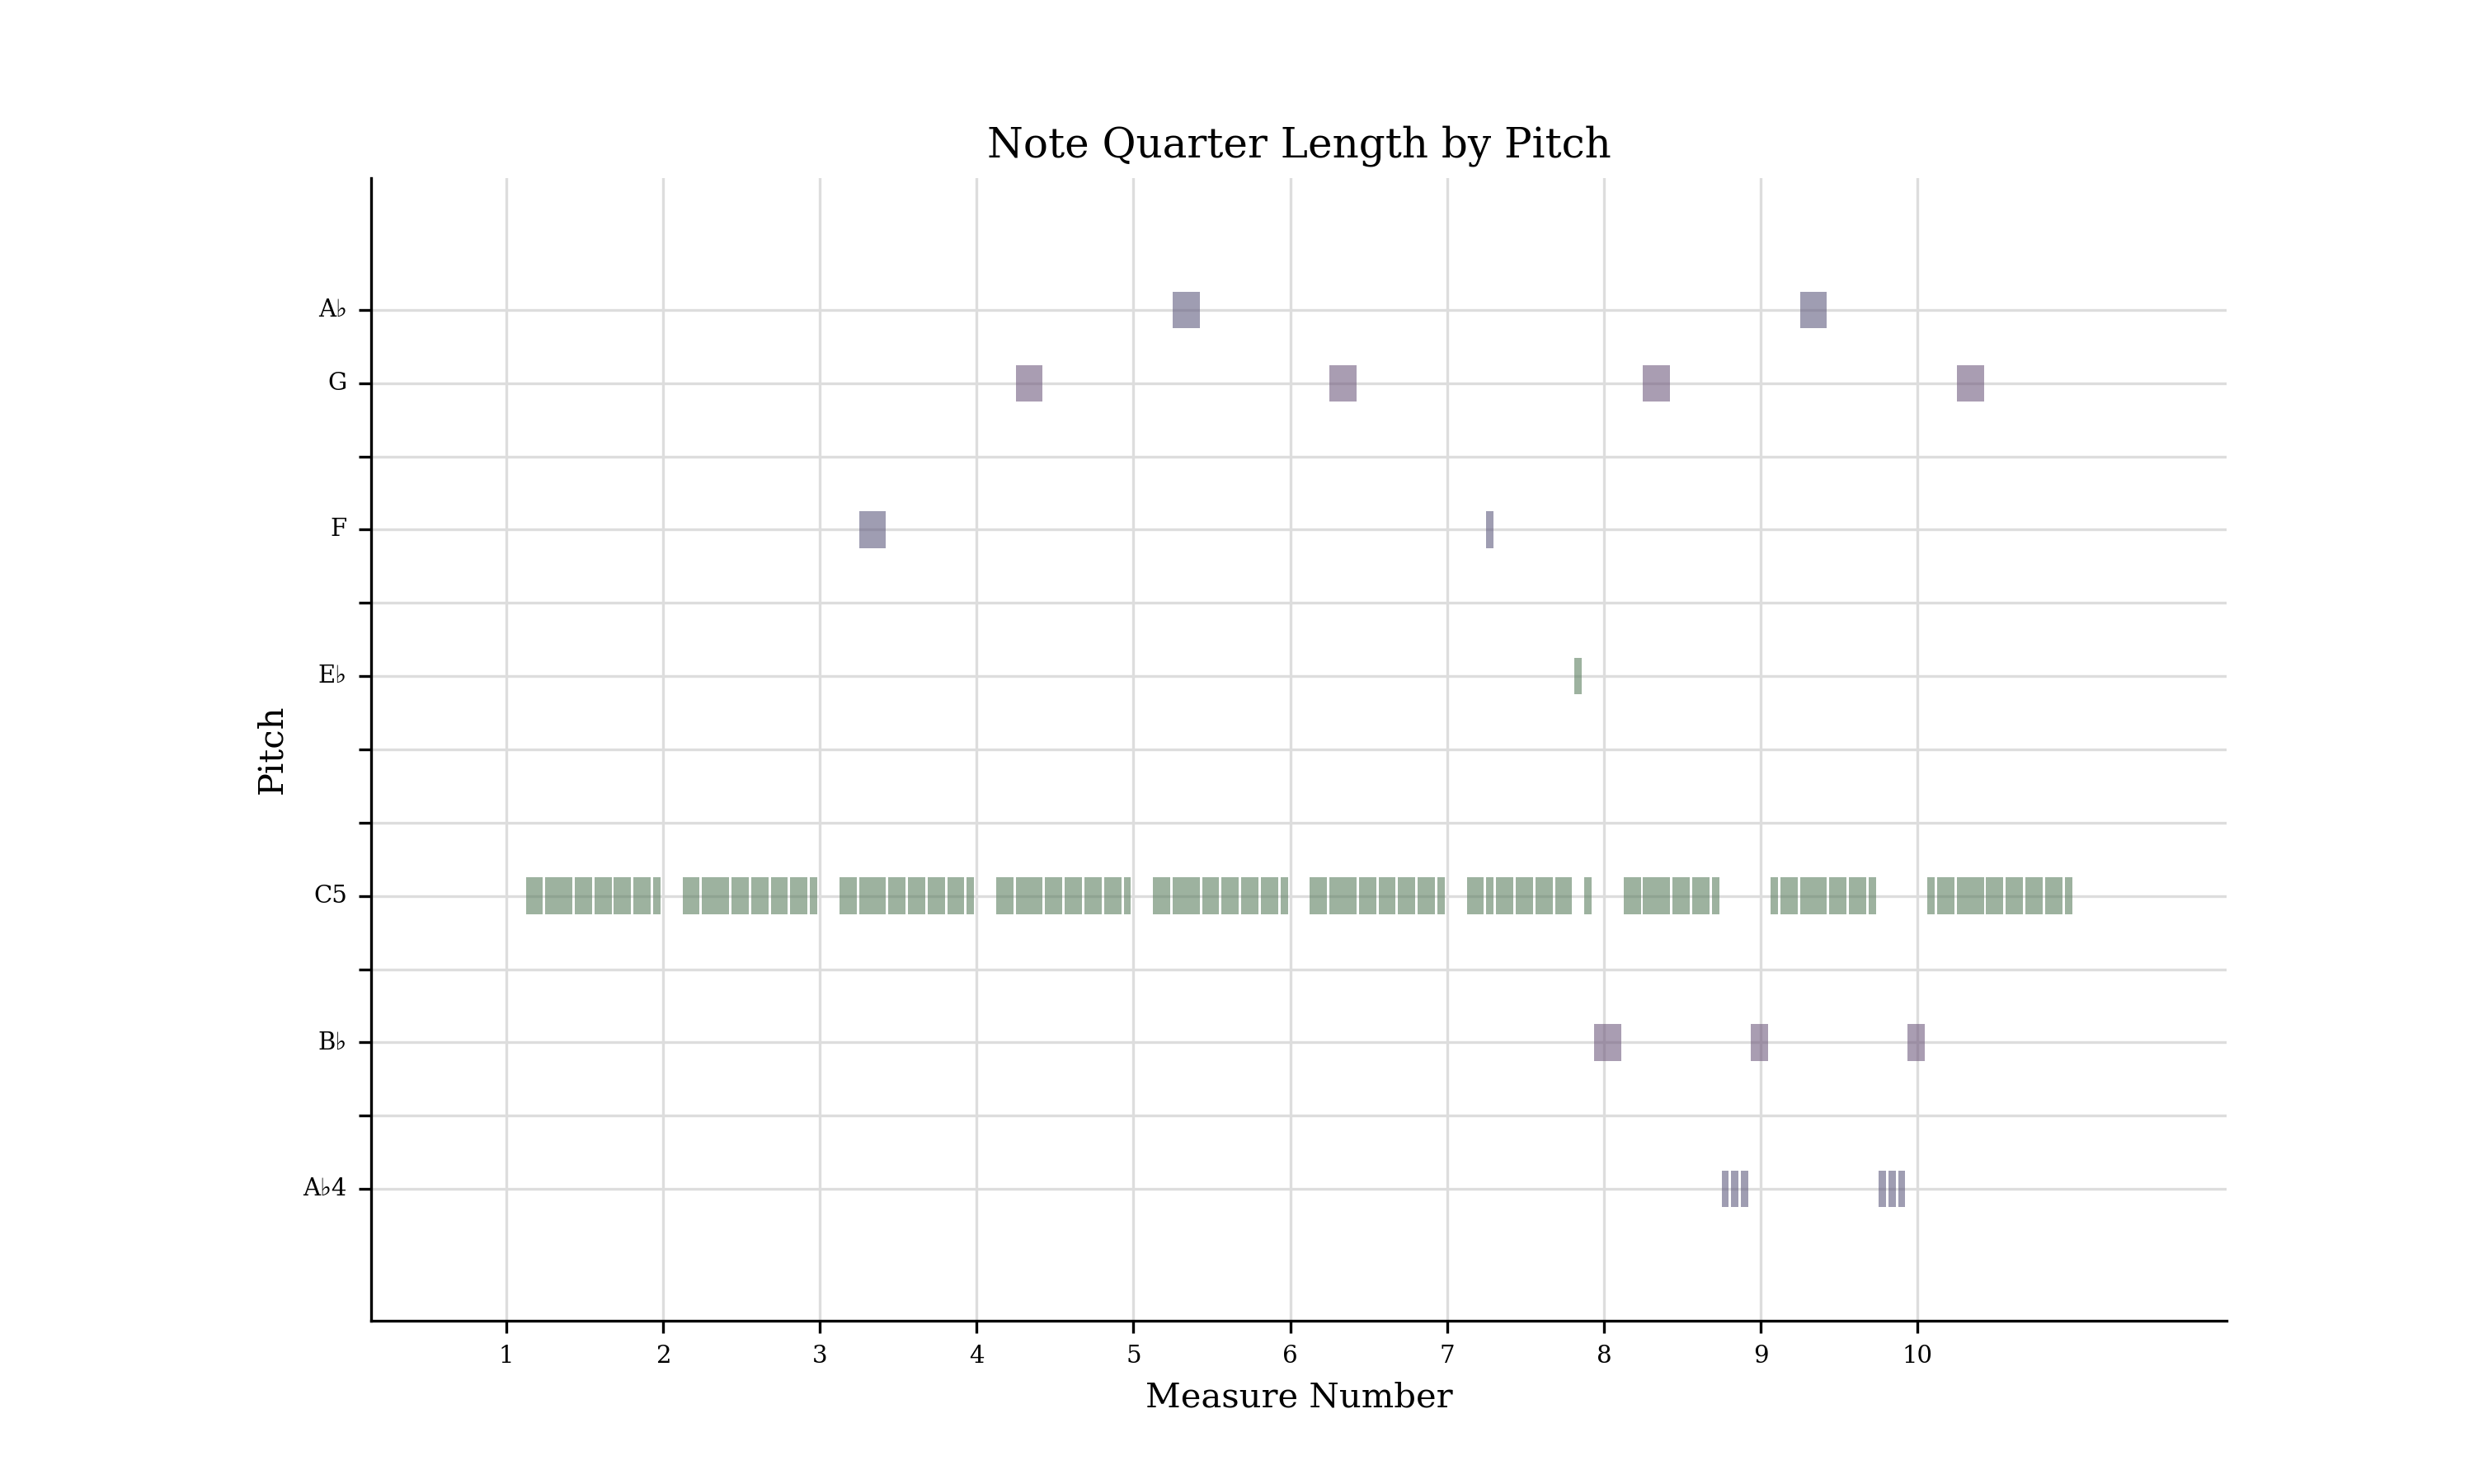 Note Quarter Length by Pitch
A♭
G
F
E♭
Pitch
C5
B♭
A♭4
1 2 3 4 5 6 7 8 9 10
Measure Number